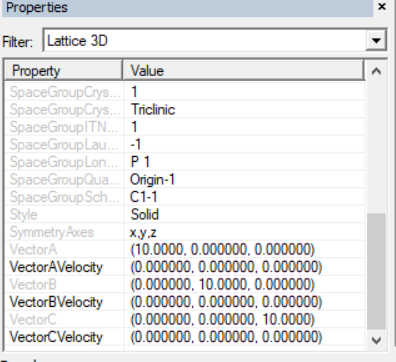 Properties ×
Filter: Lattice 3D
Property Value
SpaceGroupCrys... 1
SpaceGroupCrys... Triclinic
SpaceGroupITN... 1
SpaceGroupLau... -1
SpaceGroupLon... P 1
SpaceGroupQua... Origin-1
SpaceGroupSch... C1-1
Style Solid
SymmetryAxes x,y,z
VectorA (10.0000, 0.000000, 0.000000)
VectorAVelocity (0.000000, 0.000000, 0.000000)
VectorB (0.000000, 10.0000, 0.000000)
VectorBVelocity (0.000000, 0.000000, 0.000000)
VectorC (0.000000, 0.000000, 10.0000)
VectorCVelocity (0.000000, 0.000000, 0.000000)